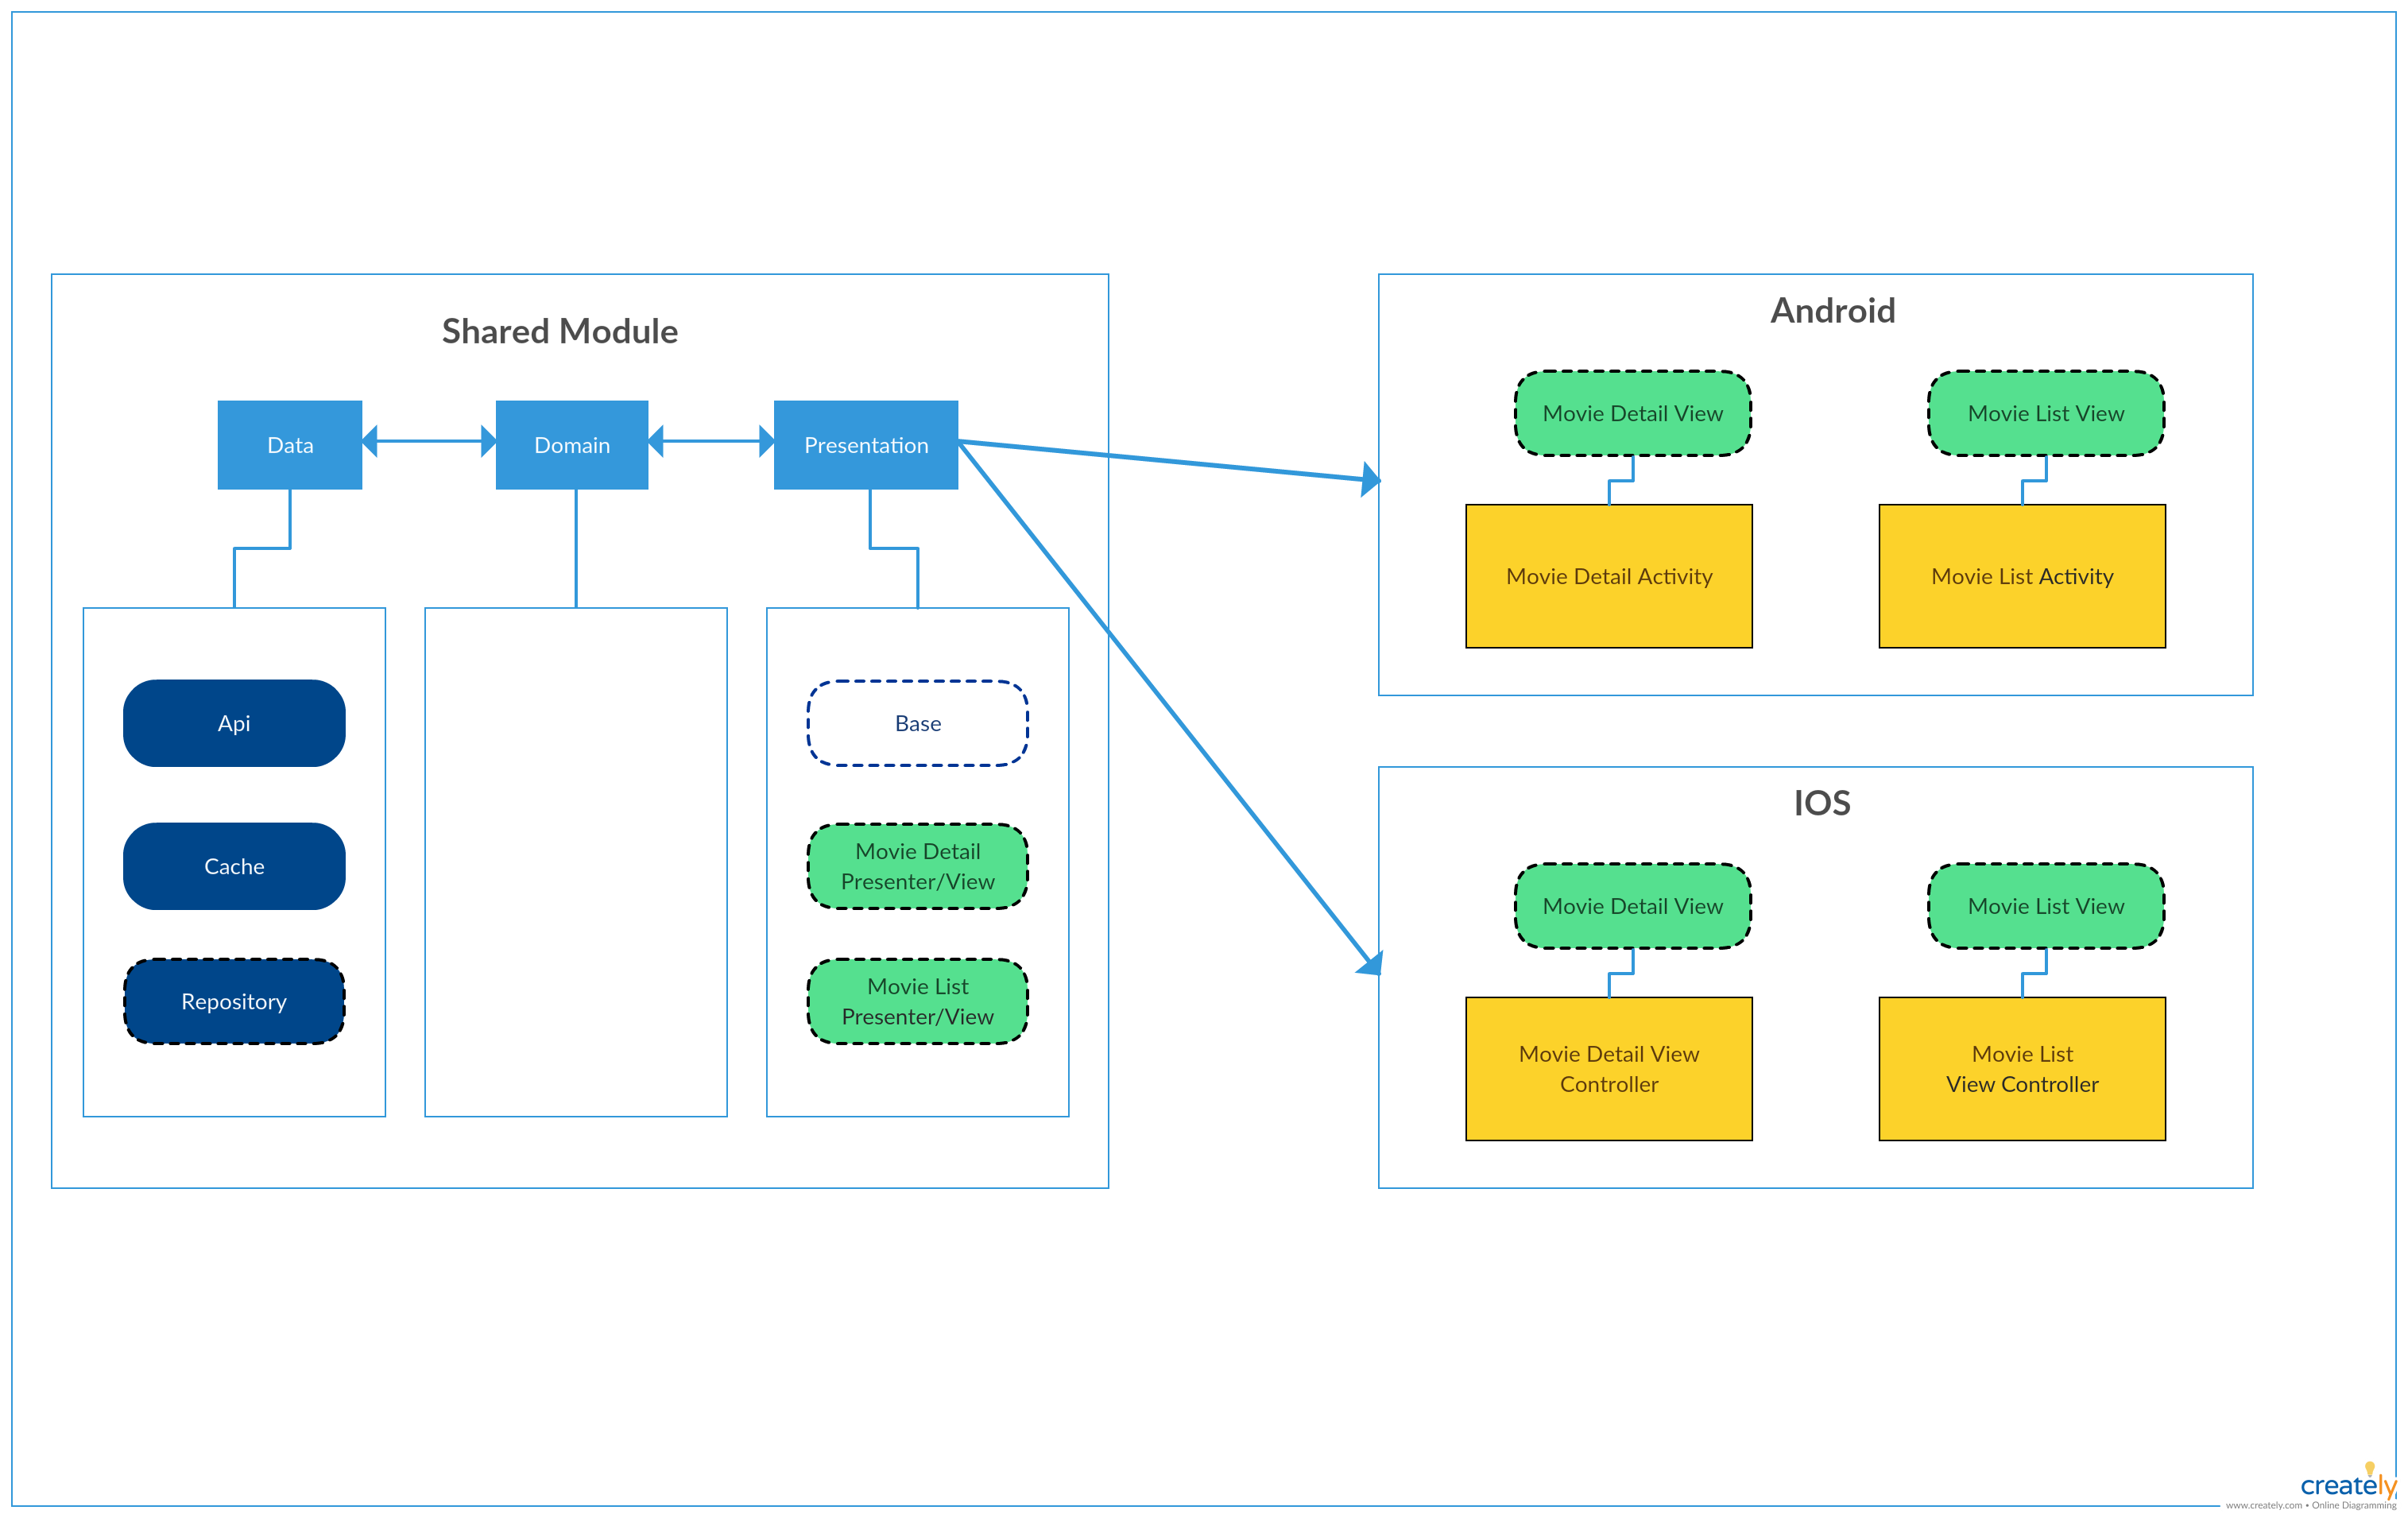 Shared Module
Data
Domain
Presentation
Api
Cache
Repository
Base
Movie Detail
Presenter/View
Movie List
Presenter/View
Android
Movie Detail View
Movie List View
Movie Detail Activity
Movie List Activity
IOS
Movie Detail View
Movie List View
Movie Detail View
Controller
Movie List
View Controller
creately
www.creately.com • Online Diagramming